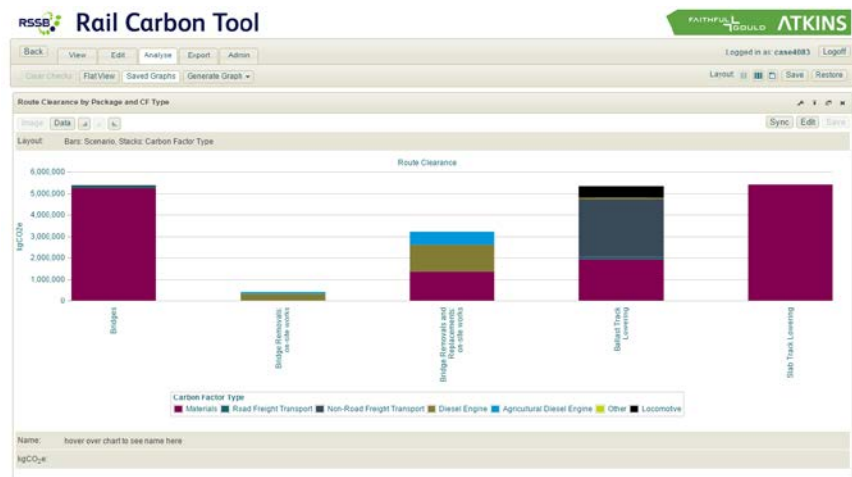 RSSB Rail Carbon Tool
FAITHFUL GOULD ATKINS
Back View Edit Analyse Export Admin Logged in as: case4083 Logoff
Clear Checks Flat View Saved Graphs Generate Graph Layout Save Restore
Route Clearance by Package and CF Type
Image Data Sync Edit Save
Layout: Bars: Scenario, Stacks: Carbon Factor Type
Route Clearance
6,000,000
5,000,000
4,000,000
3,000,000
2,000,000
1,000,000
0
kgCO2e
Bridges
Bridge Removals
on-site works
Bridge Removals and
Replacements
on-site works
Ballast Track
Lowering
Slab Track Lowering
Carbon Factor Type
Materials Road Freight Transport Non-Road Freight Transport Diesel Engine Agricultural Diesel Engine Other Locomotive
Name: hover over chart to see name here
kgCO2e: